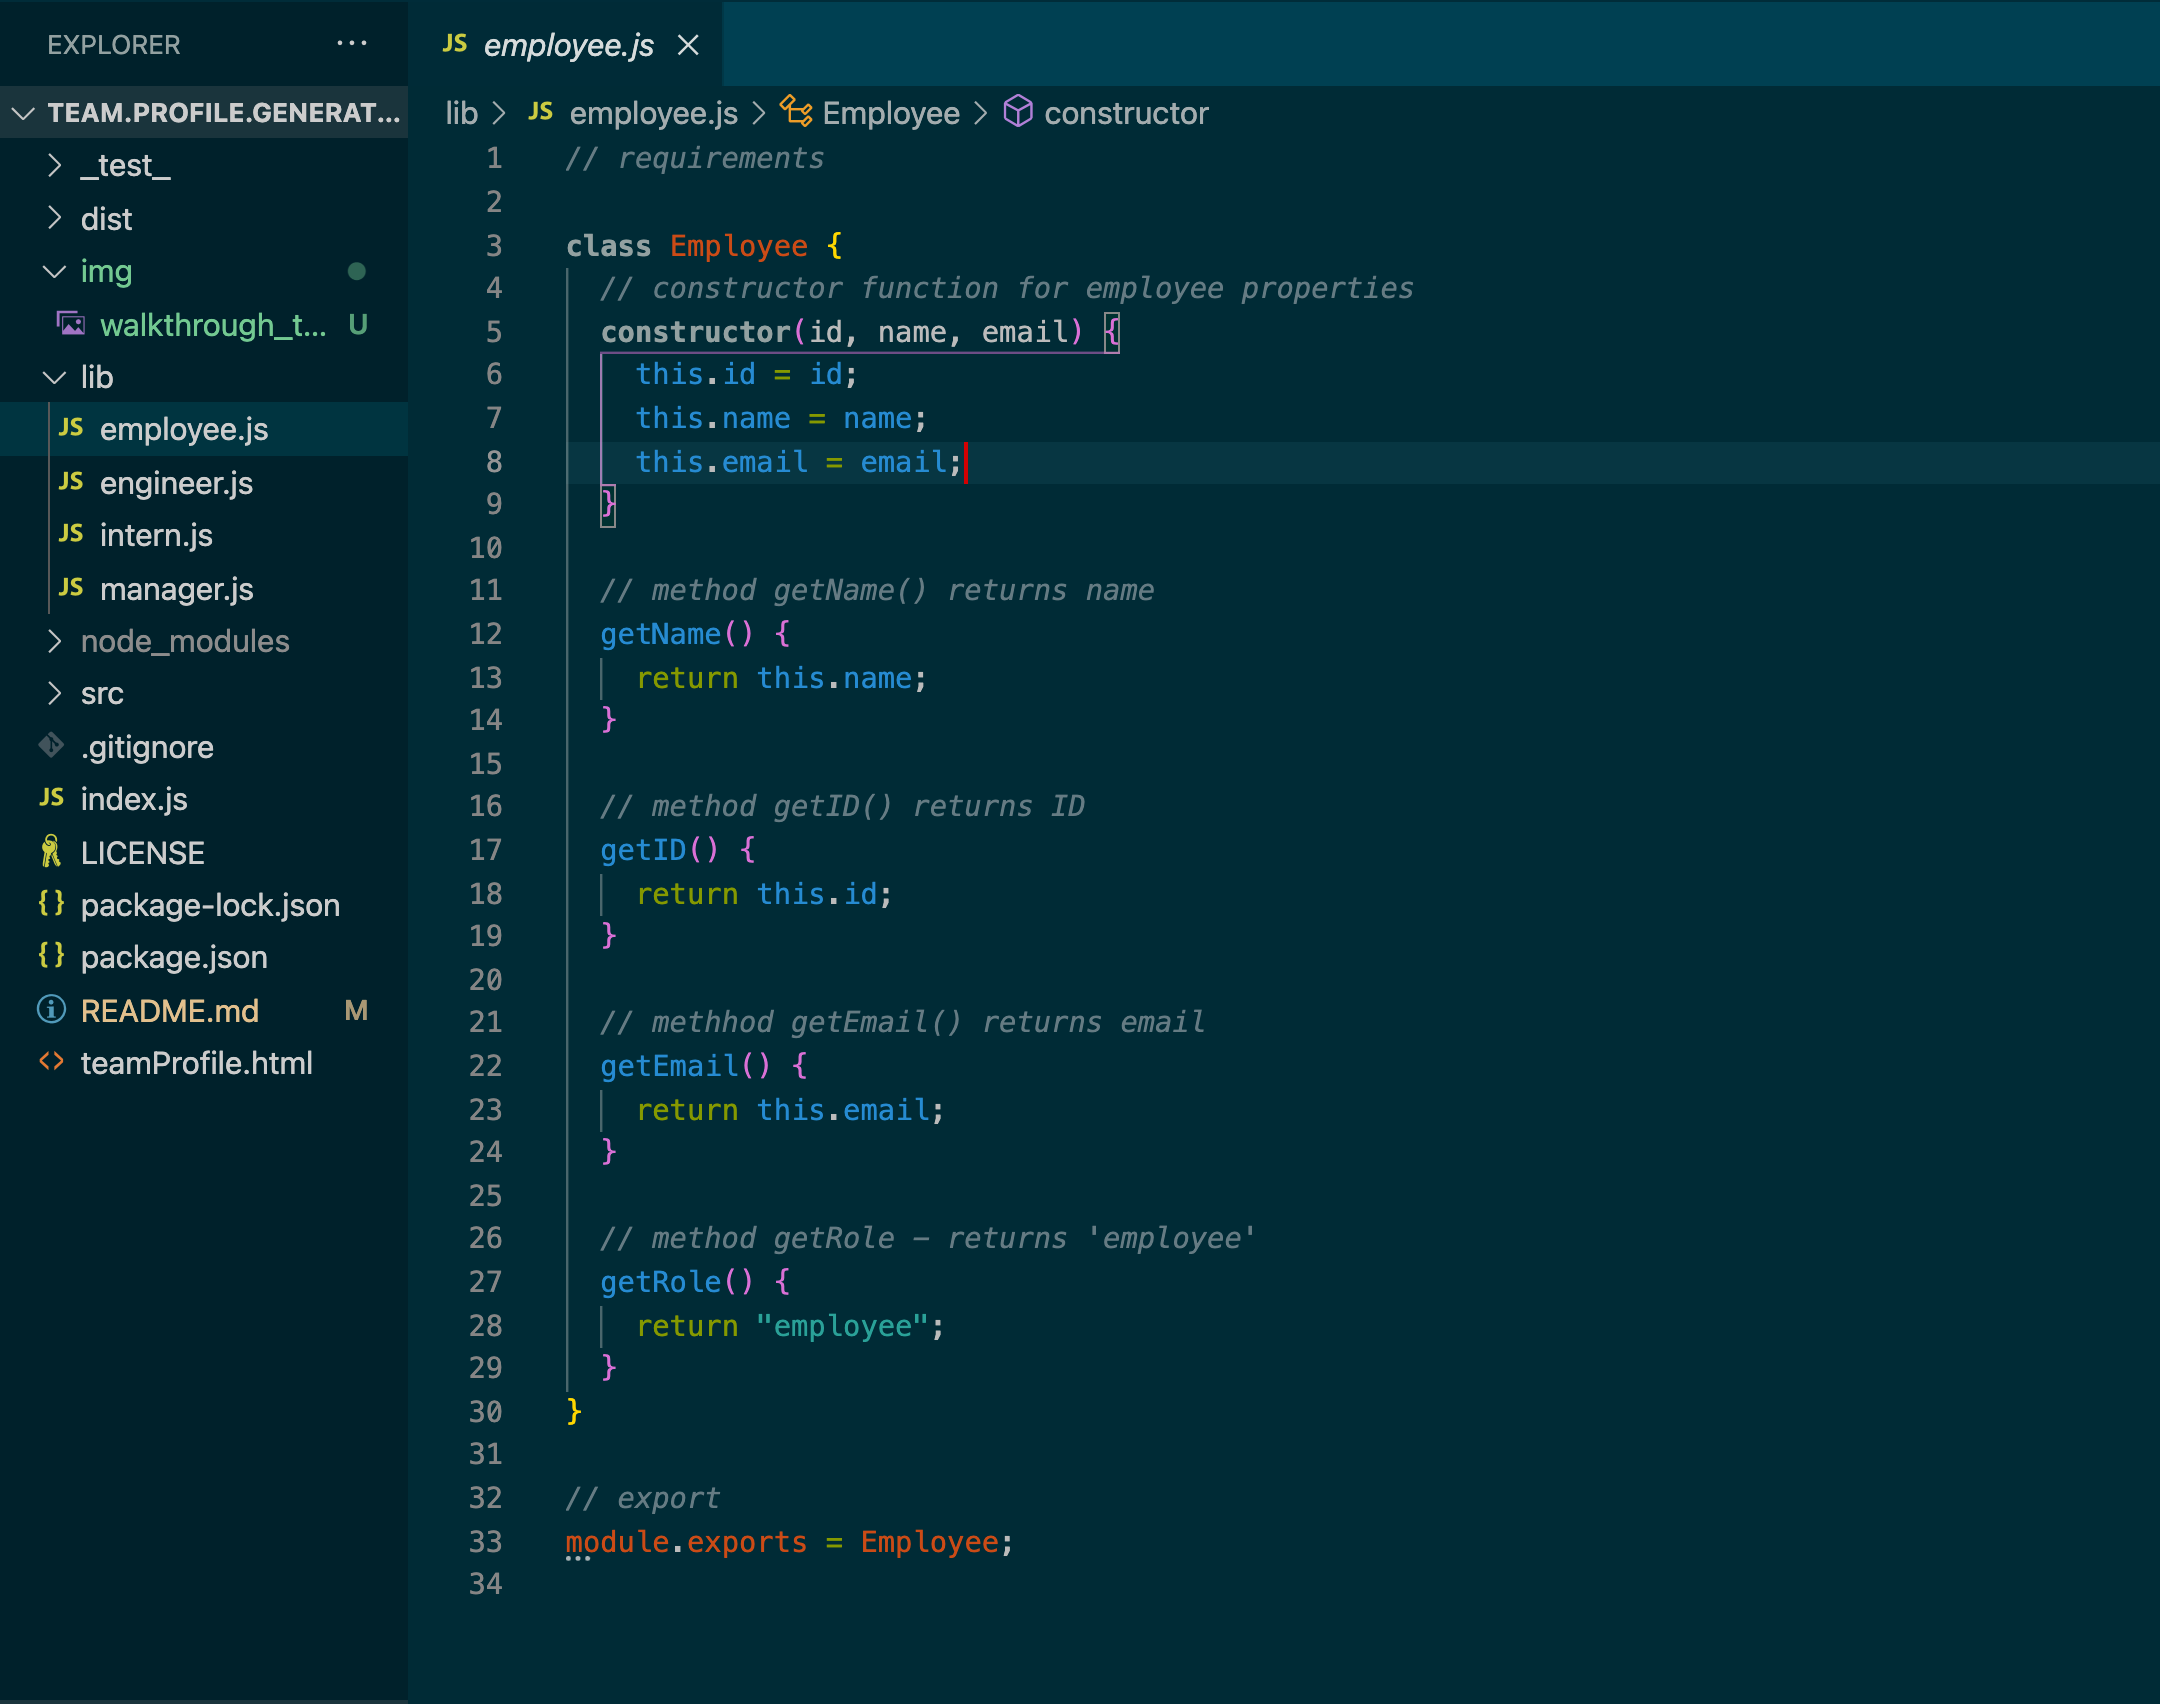 EXPLORER ...
TEAM.PROFILE.GENERAT...
_test_
dist
img
walkthrough_t... U
lib
JS employee.js
JS engineer.js
JS intern.js
JS manager.js
node_modules
src
.gitignore
JS index.js
LICENSE
{} package-lock.json
{} package.json
README.md M
<> teamProfile.html
JS employee.js
lib > JS employee.js > Employee > constructor
1 // requirements
2
3 class Employee {
4 // constructor function for employee properties
5 constructor(id, name, email) {
6 this.id = id;
7 this.name = name;
8 this.email = email;
9 }
10
11 // method getName() returns name
12 getName() {
13 return this.name;
14 }
15
16 // method getID() returns ID
17 getID() {
18 return this.id;
19 }
20
21 // methhod getEmail() returns email
22 getEmail() {
23 return this.email;
24 }
25
26 // method getRole – returns 'employee'
27 getRole() {
28 return "employee";
29 }
30 }
31
32 // export
33 module.exports = Employee;
34